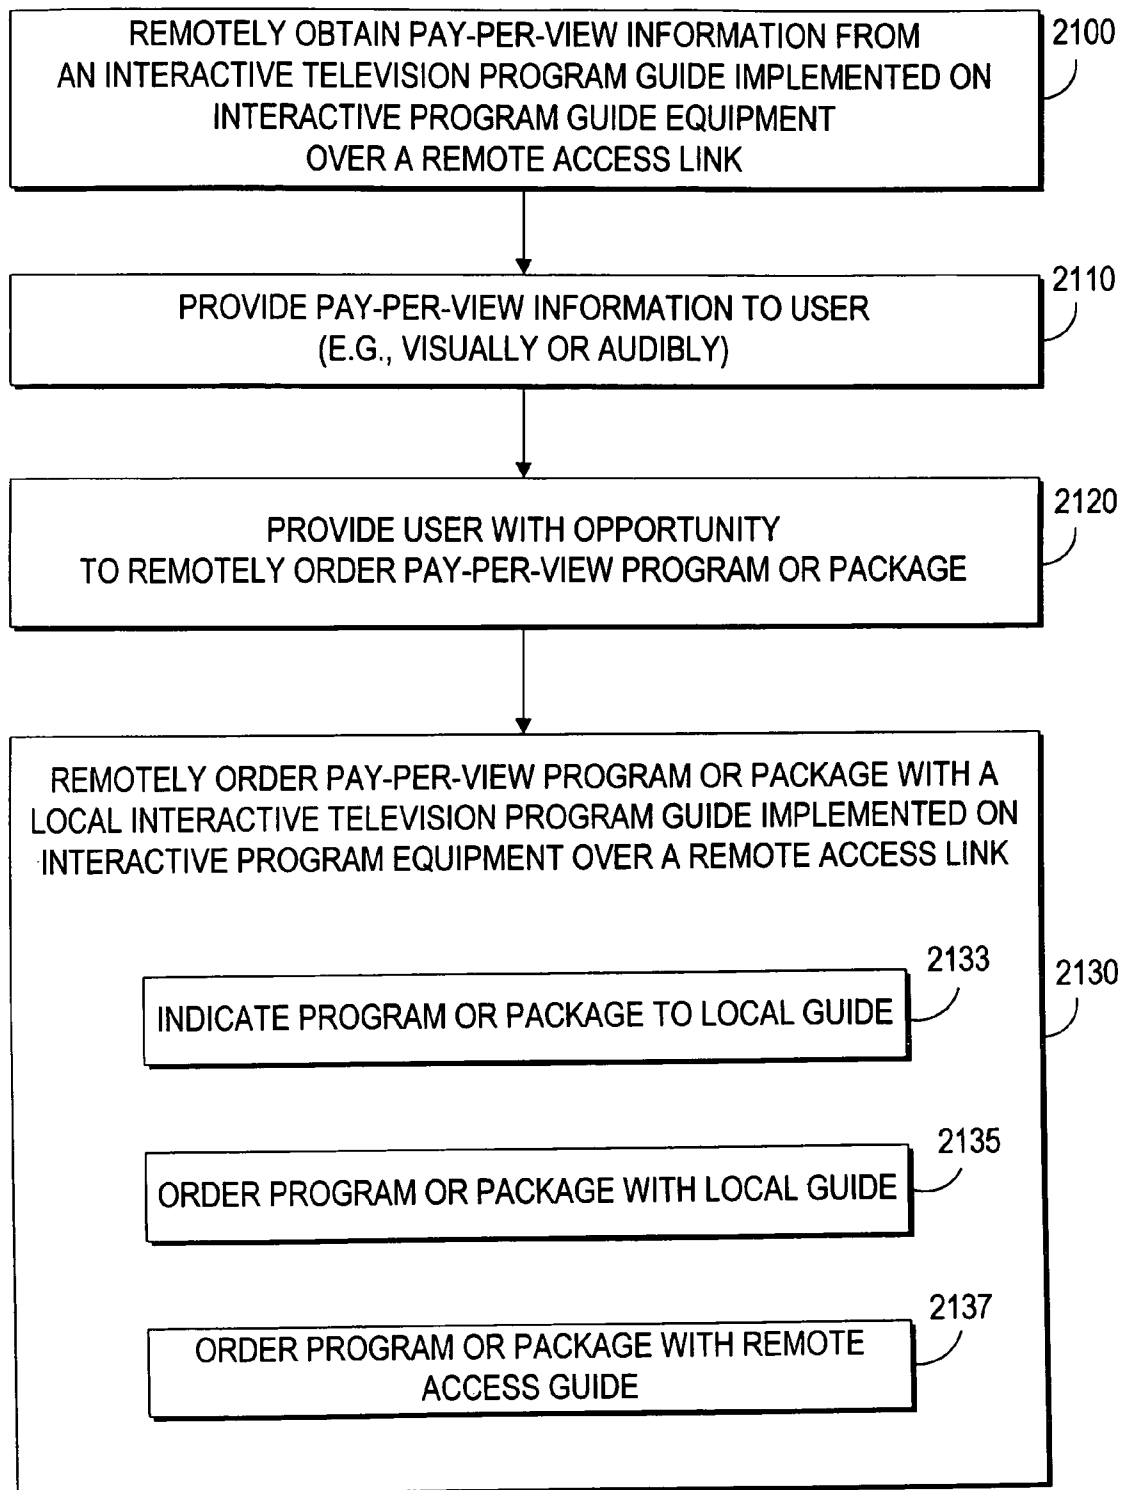 REMOTELY OBTAIN PAY-PER-VIEW INFORMATION FROM
AN INTERACTIVE TELEVISION PROGRAM GUIDE IMPLEMENTED ON
INTERACTIVE PROGRAM GUIDE EQUIPMENT
OVER A REMOTE ACCESS LINK
2100
PROVIDE PAY-PER-VIEW INFORMATION TO USER
(E.G., VISUALLY OR AUDIBLY)
2110
PROVIDE USER WITH OPPORTUNITY
TO REMOTELY ORDER PAY-PER-VIEW PROGRAM OR PACKAGE
2120
REMOTELY ORDER PAY-PER-VIEW PROGRAM OR PACKAGE WITH A
LOCAL INTERACTIVE TELEVISION PROGRAM GUIDE IMPLEMENTED ON
INTERACTIVE PROGRAM EQUIPMENT OVER A REMOTE ACCESS LINK
2130
INDICATE PROGRAM OR PACKAGE TO LOCAL GUIDE
2133
ORDER PROGRAM OR PACKAGE WITH LOCAL GUIDE
2135
ORDER PROGRAM OR PACKAGE WITH REMOTE
ACCESS GUIDE
2137